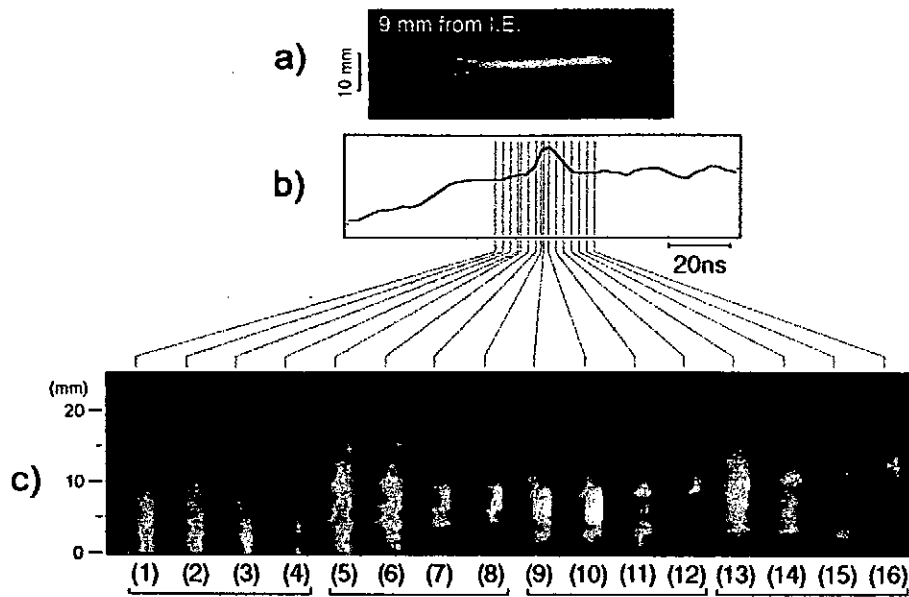 9 mm from I.E.
a)
10 mm
b)
20ns
(mm)
20
10
0
c)
(1) (2) (3) (4) (5) (6) (7) (8) (9) (10) (11) (12) (13) (14) (15) (16)